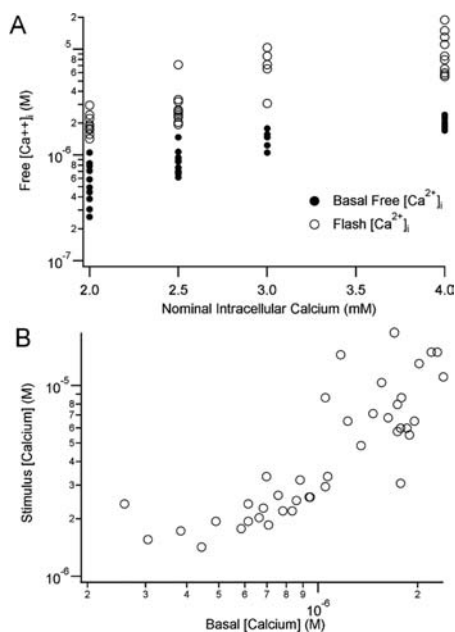 A
2
10⁻⁵
8
6
5
4
3
2
10⁻⁶
8
6
5
4
3
2
10⁻⁷
Free [Ca++]i (M)
Basal Free [Ca²⁺]i
Flash [Ca²⁺]i
2.0 2.5 3.0 3.5 4.0
Nominal Intracellular Calcium (mM)
B
10⁻⁵
8
7
6
5
4
3
2
10⁻⁶
Stimulus [Calcium] (M)
2 3 4 5 6 7 8 9 10⁻⁶ 2
Basal [Calcium] (M)